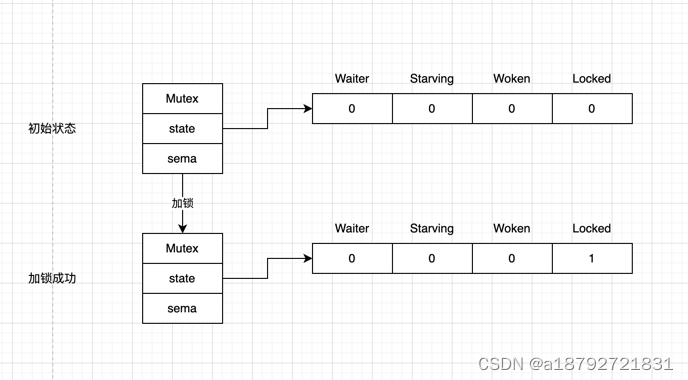 Waiter Starving Woken Locked
Mutex
0 0 0 0
初始状态
state
sema
加锁
Waiter Starving Woken Locked
Mutex
0 0 0 1
加锁成功
state
sema
CSDN @a18792721831